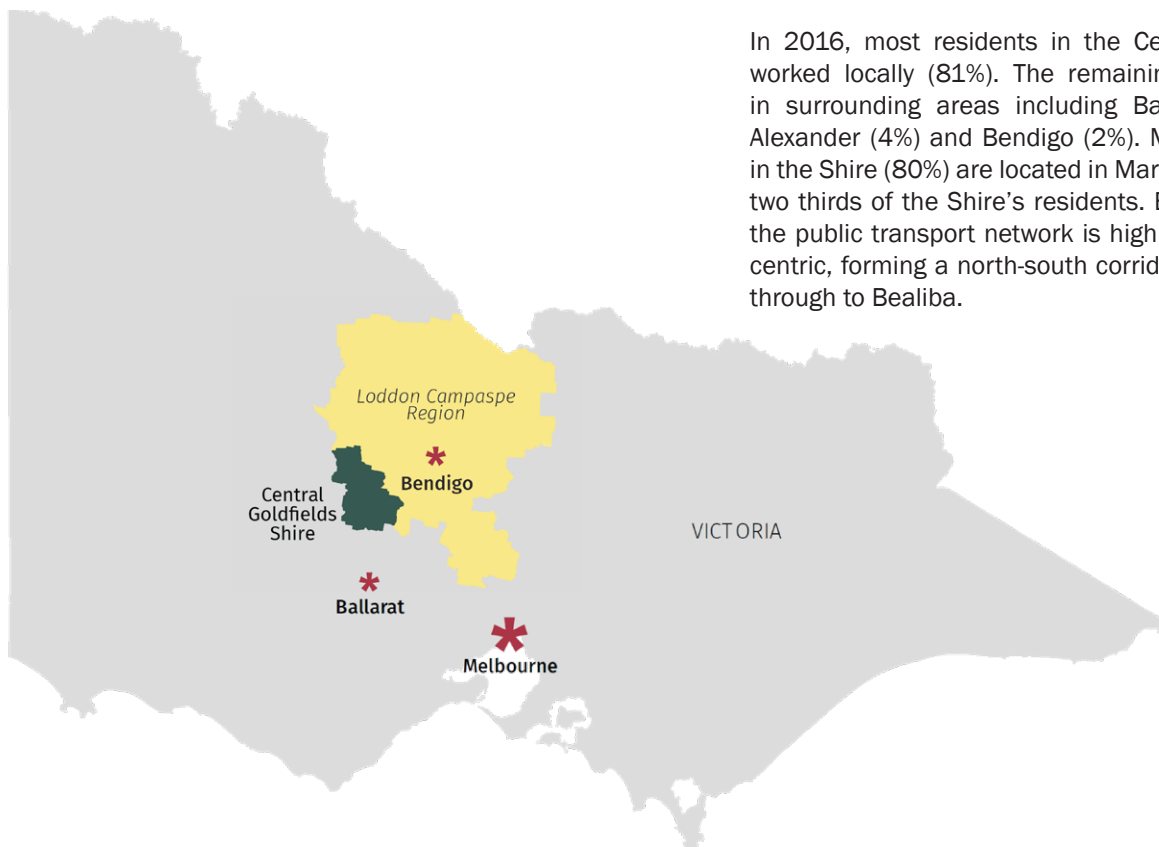 In 2016, most residents in the Ce
worked locally (81%). The remainin
in surrounding areas including Ba
Alexander (4%) and Bendigo (2%). M
in the Shire (80%) are located in Mar
two thirds of the Shire's residents. E
the public transport network is high
centric, forming a north-south corrid
through to Bealiba.
Loddon Campaspe
Region
Bendigo
Central
Goldfields
Shire
VICTORIA
Ballarat
Melbourne